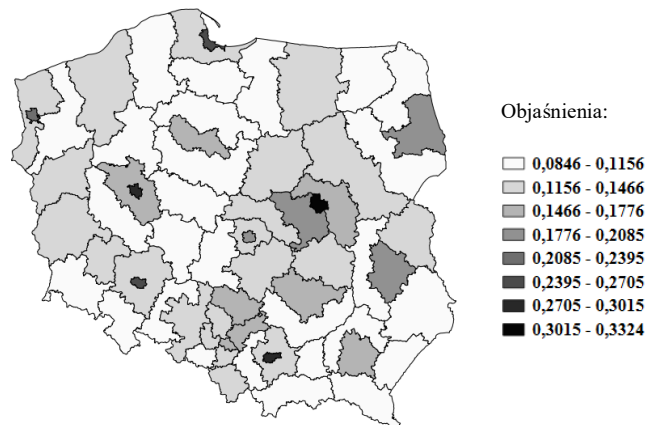 Objaśnienia:
0,0846 - 0,1156
0,1156 - 0,1466
0,1466 - 0,1776
0,1776 - 0,2085
0,2085 - 0,2395
0,2395 - 0,2705
0,2705 - 0,3015
0,3015 - 0,3324